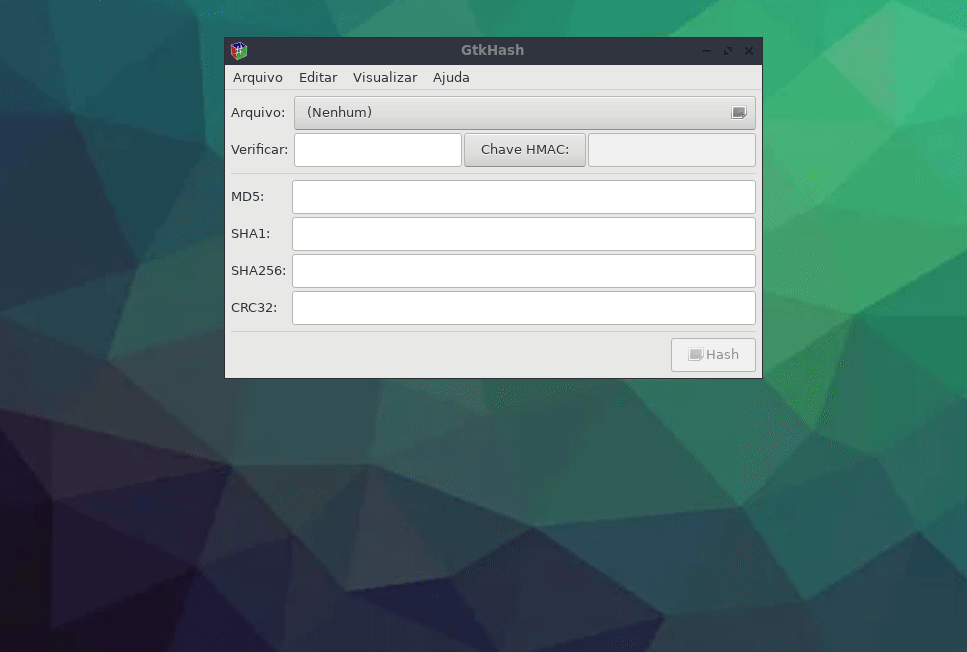 GtkHash
Arquivo Editar Visualizar Ajuda
Arquivo: (Nenhum)
Verificar: Chave HMAC:
MD5:
SHA1:
SHA256:
CRC32:
Hash